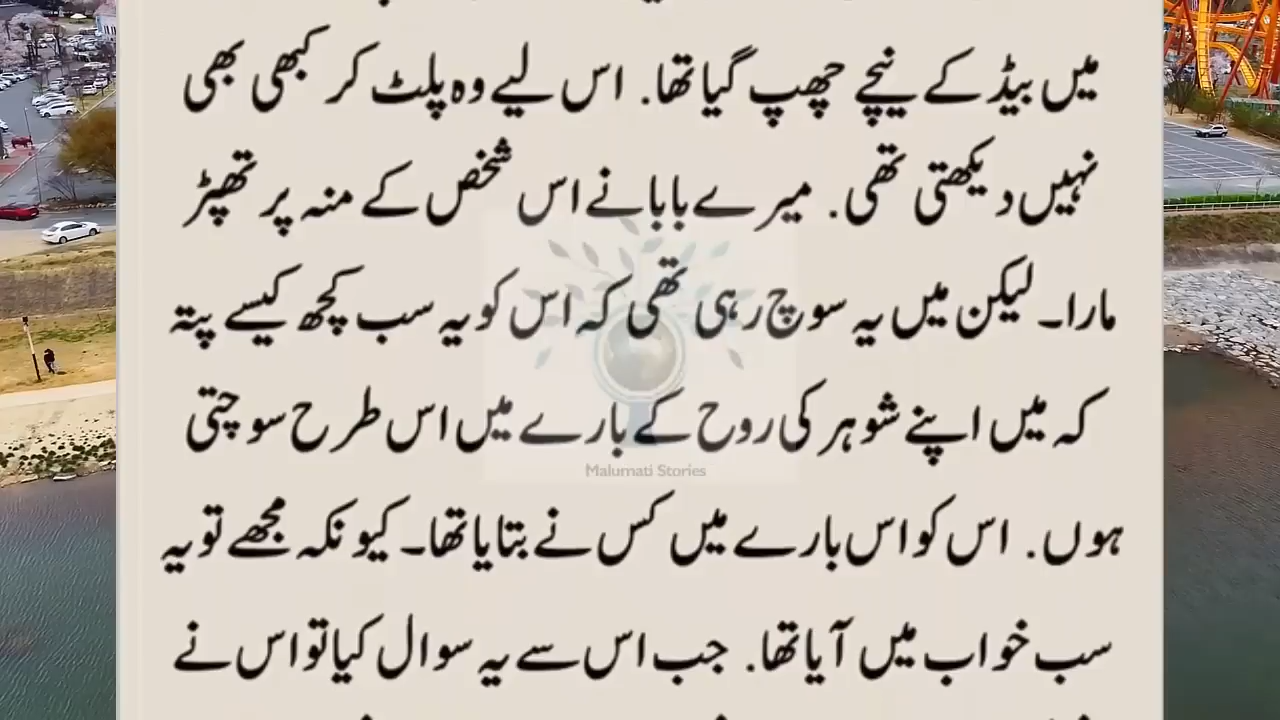 میں بیڈ کے نیچے چھپ گیا تھا. اس لیے وہ پلٹ کر کبھی بھی
نہیں دیکھتی تھی. میرے بابا نے اس شخص کے منہ پر تھپڑ
مارا۔ لیکن میں یہ سوچ رہی تھی کہ اس کو یہ سب کچھ کیسے پتہ
کہ میں اپنے شوہر کی روح کے بارے میں اس طرح سوچتی
Malumati Stories
ہوں. اس کو اس بارے میں کس نے بتایا تھا۔ کیونکہ مجھے تو یہ
سب خواب میں آیا تھا. جب اس سے یہ سوال کیا تو اس نے